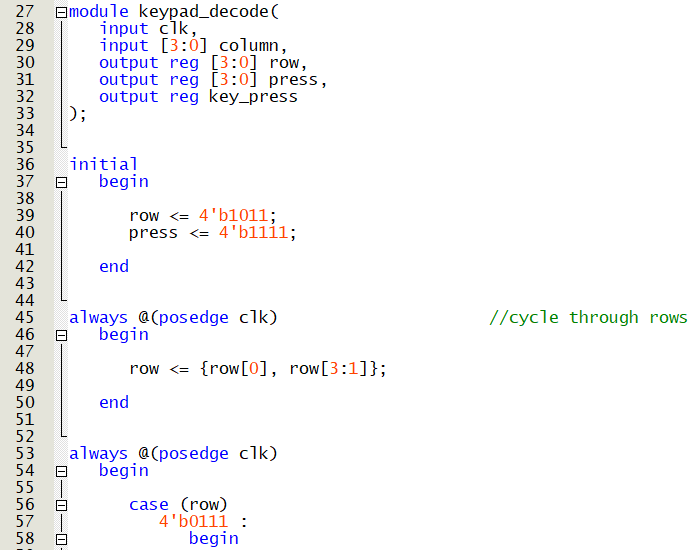 27 module keypad_decode(
28 input clk,
29 input [3:0] column,
30 output reg [3:0] row,
31 output reg [3:0] press,
32 output reg key_press
33 );
34
35
36 initial
37 begin
38
39 row <= 4'b1011;
40 press <= 4'b1111;
41
42 end
43
44
45 always @(posedge clk) //cycle through rows
46 begin
47
48 row <= {row[0], row[3:1]};
49
50 end
51
52
53 always @(posedge clk)
54 begin
55
56 case (row)
57 4'b0111 :
58 begin